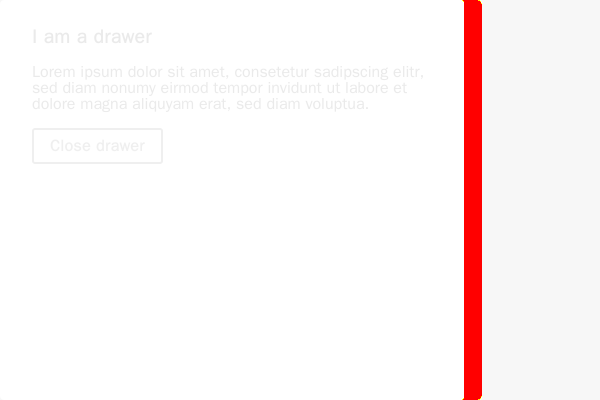 I am a drawer
Lorem ipsum dolor sit amet, consetetur sadipscing elitr,
sed diam nonumy eirmod tempor invidunt ut labore et
dolore magna aliquyam erat, sed diam voluptua.
Close drawer